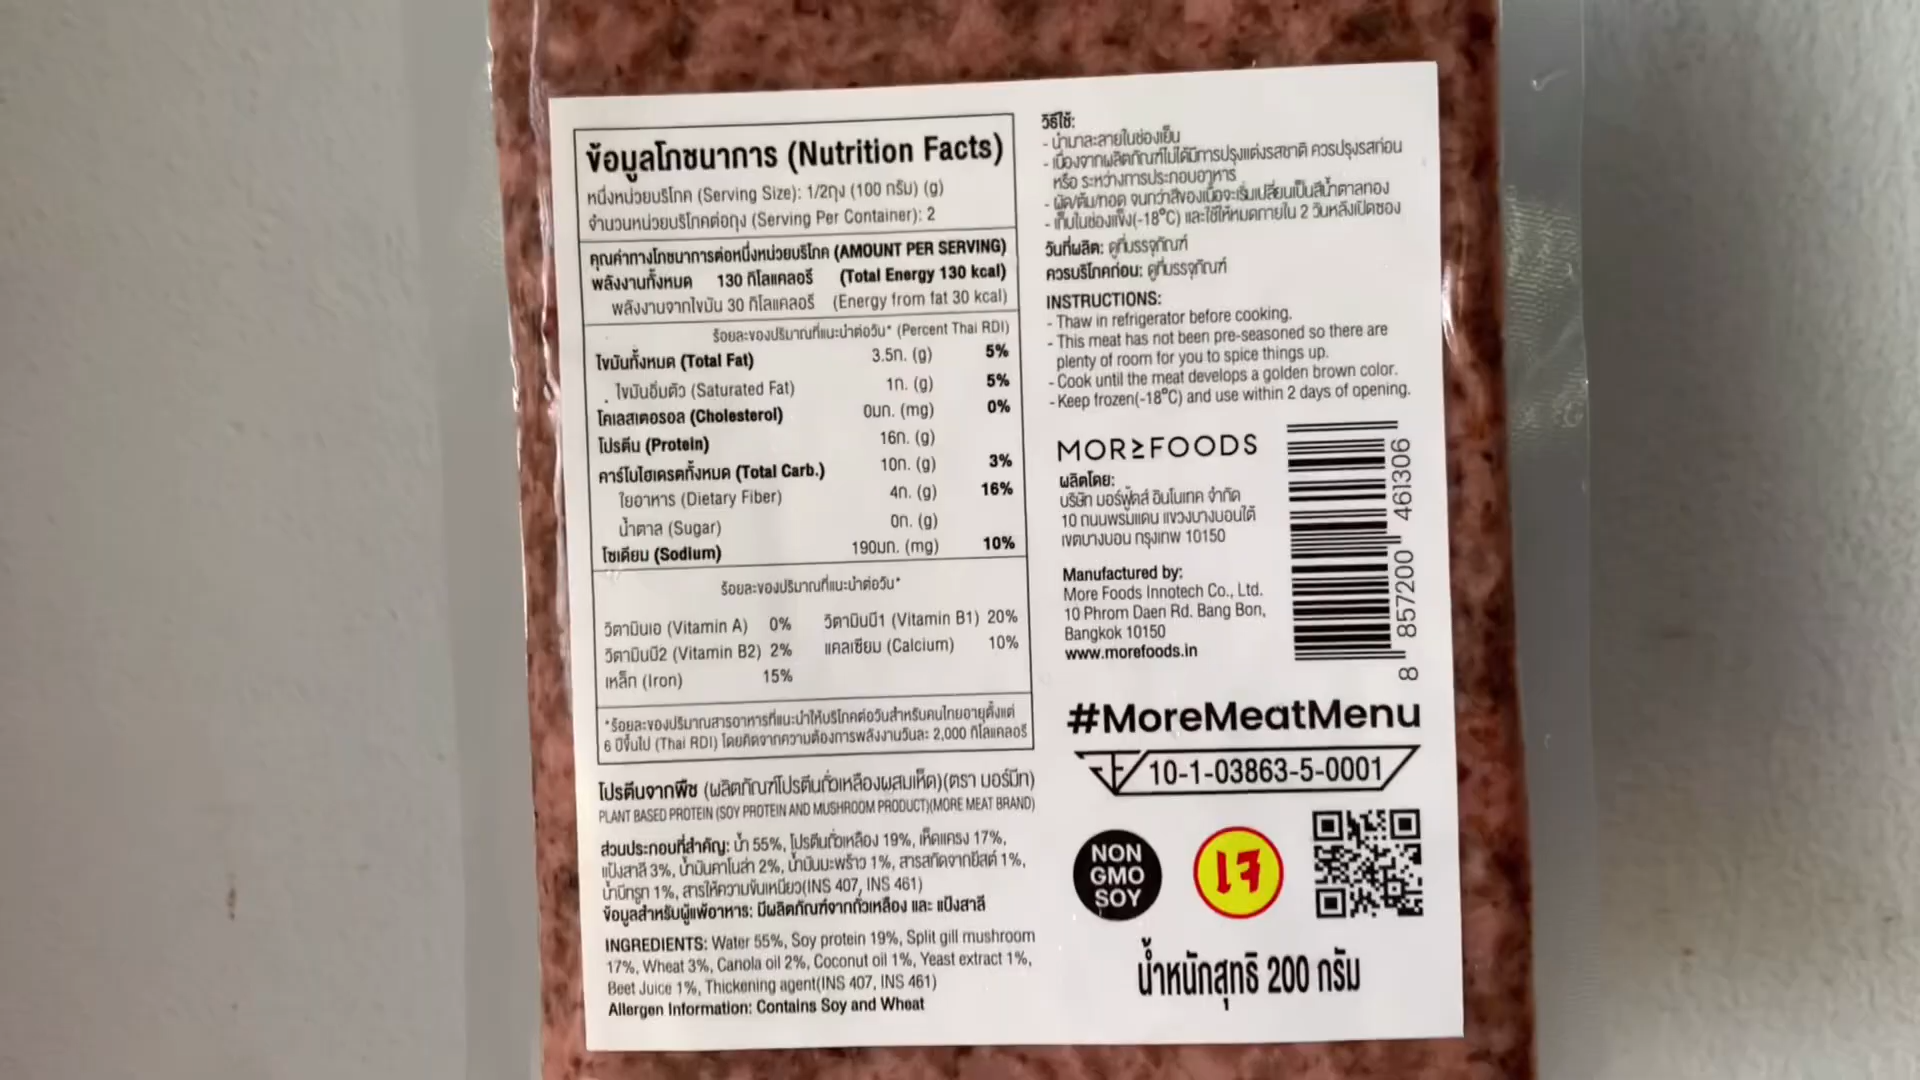 ข้อมูลโภชนาการ (Nutrition Facts)
หนึ่งหน่วยบริโภค (Serving Size): 1/2ถุง (100 กรัม) (g)
จำนวนหน่วยบริโภคต่อถุง (Serving Per Container): 2
คุณค่าทางโภชนาการต่อหนึ่งหน่วยบริโภค (AMOUNT PER SERVING)
พลังงานทั้งหมด 130 กิโลแคลอรี (Total Energy 130 kcal)
พลังงานจากไขมัน 30 กิโลแคลอรี (Energy from fat 30 kcal)
ร้อยละของปริมาณที่แนะนำต่อวัน* (Percent Thai RDI)
ไขมันทั้งหมด (Total Fat) 3.5ก. (g) 5%
ไขมันอิ่มตัว (Saturated Fat) 1ก. (g) 5%
โคเลสเตอรอล (Cholesterol) 0มก. (mg) 0%
โปรตีน (Protein) 16ก. (g)
คาร์โบไฮเดรตทั้งหมด (Total Carb.) 10ก. (g) 3%
ใยอาหาร (Dietary Fiber) 4ก. (g) 16%
น้ำตาล (Sugar) 0ก. (g)
โซเดียม (Sodium) 190มก. (mg) 10%
ร้อยละของปริมาณที่แนะนำต่อวัน*
วิตามินเอ (Vitamin A) 0% วิตามินบี1 (Vitamin B1) 20%
วิตามินบี2 (Vitamin B2) 2% แคลเซียม (Calcium) 10%
เหล็ก (Iron) 15%
*ร้อยละของปริมาณสารอาหารที่แนะนำให้บริโภคต่อวันสำหรับคนไทยอายุตั้งแต่
6 ปีขึ้นไป (Thai RDI) โดยคิดจากความต้องการพลังงานวันละ 2,000 กิโลแคลอรี
โปรตีนจากพืช (ผลิตภัณฑ์โปรตีนถั่วเหลืองผสมเห็ด)(ตรา มอร์มีท)
PLANT BASED PROTEIN (SOY PROTEIN AND MUSHROOM PRODUCT)(MORE MEAT BRAND)
ส่วนประกอบที่สำคัญ: น้ำ 55%, โปรตีนถั่วเหลือง 19%, เห็ดแครง 17%,
แป้งสาลี 3%, น้ำมันคาโนล่า 2%, น้ำมันมะพร้าว 1%, สารสกัดจากยีสต์ 1%,
น้ำบีทรูท 1%, สารให้ความข้นเหนียว(INS 407, INS 461)
ข้อมูลสำหรับผู้แพ้อาหาร: มีผลิตภัณฑ์จากถั่วเหลือง และ แป้งสาลี
INGREDIENTS: Water 55%, Soy protein 19%, Split gill mushroom
17%, Wheat 3%, Canola oil 2%, Coconut oil 1%, Yeast extract 1%,
Beet Juice 1%, Thickening agent(INS 407, INS 461)
Allergen Information: Contains Soy and Wheat
วิธีใช้:
- นำมาละลายในช่องเย็น
- เนื่องจากผลิตภัณฑ์ไม่ได้มีการปรุงแต่งรสชาติ ควรปรุงรสก่อน
หรือ ระหว่างการประกอบอาหาร
- ผัด/ต้ม/ทอด จนกว่าสีของเนื้อจะเริ่มเปลี่ยนเป็นสีน้ำตาลทอง
- เก็บในช่องแข็ง(-18°C) และใช้ให้หมดภายใน 2 วันหลังเปิดซอง
วันที่ผลิต: ดูที่บรรจุภัณฑ์
ควรบริโภคก่อน: ดูที่บรรจุภัณฑ์
INSTRUCTIONS:
- Thaw in refrigerator before cooking.
- This meat has not been pre-seasoned so there are
plenty of room for you to spice things up.
- Cook until the meat develops a golden brown color.
- Keep frozen(-18°C) and use within 2 days of opening.
MOREFOODS
ผลิตโดย:
บริษัท มอร์ฟู้ดส์ อินโนเทค จำกัด
10 ถนนพรมแดน แขวงบางบอนใต้
เขตบางบอน กรุงเทพ 10150
Manufactured by:
More Foods Innotech Co., Ltd.
10 Phrom Daen Rd. Bang Bon,
Bangkok 10150
www.morefoods.in
8 857200 461306
#MoreMeatMenu
10-1-03863-5-0001
NON
GMO
SOY
เจ
น้ำหนักสุทธิ 200 กรัม